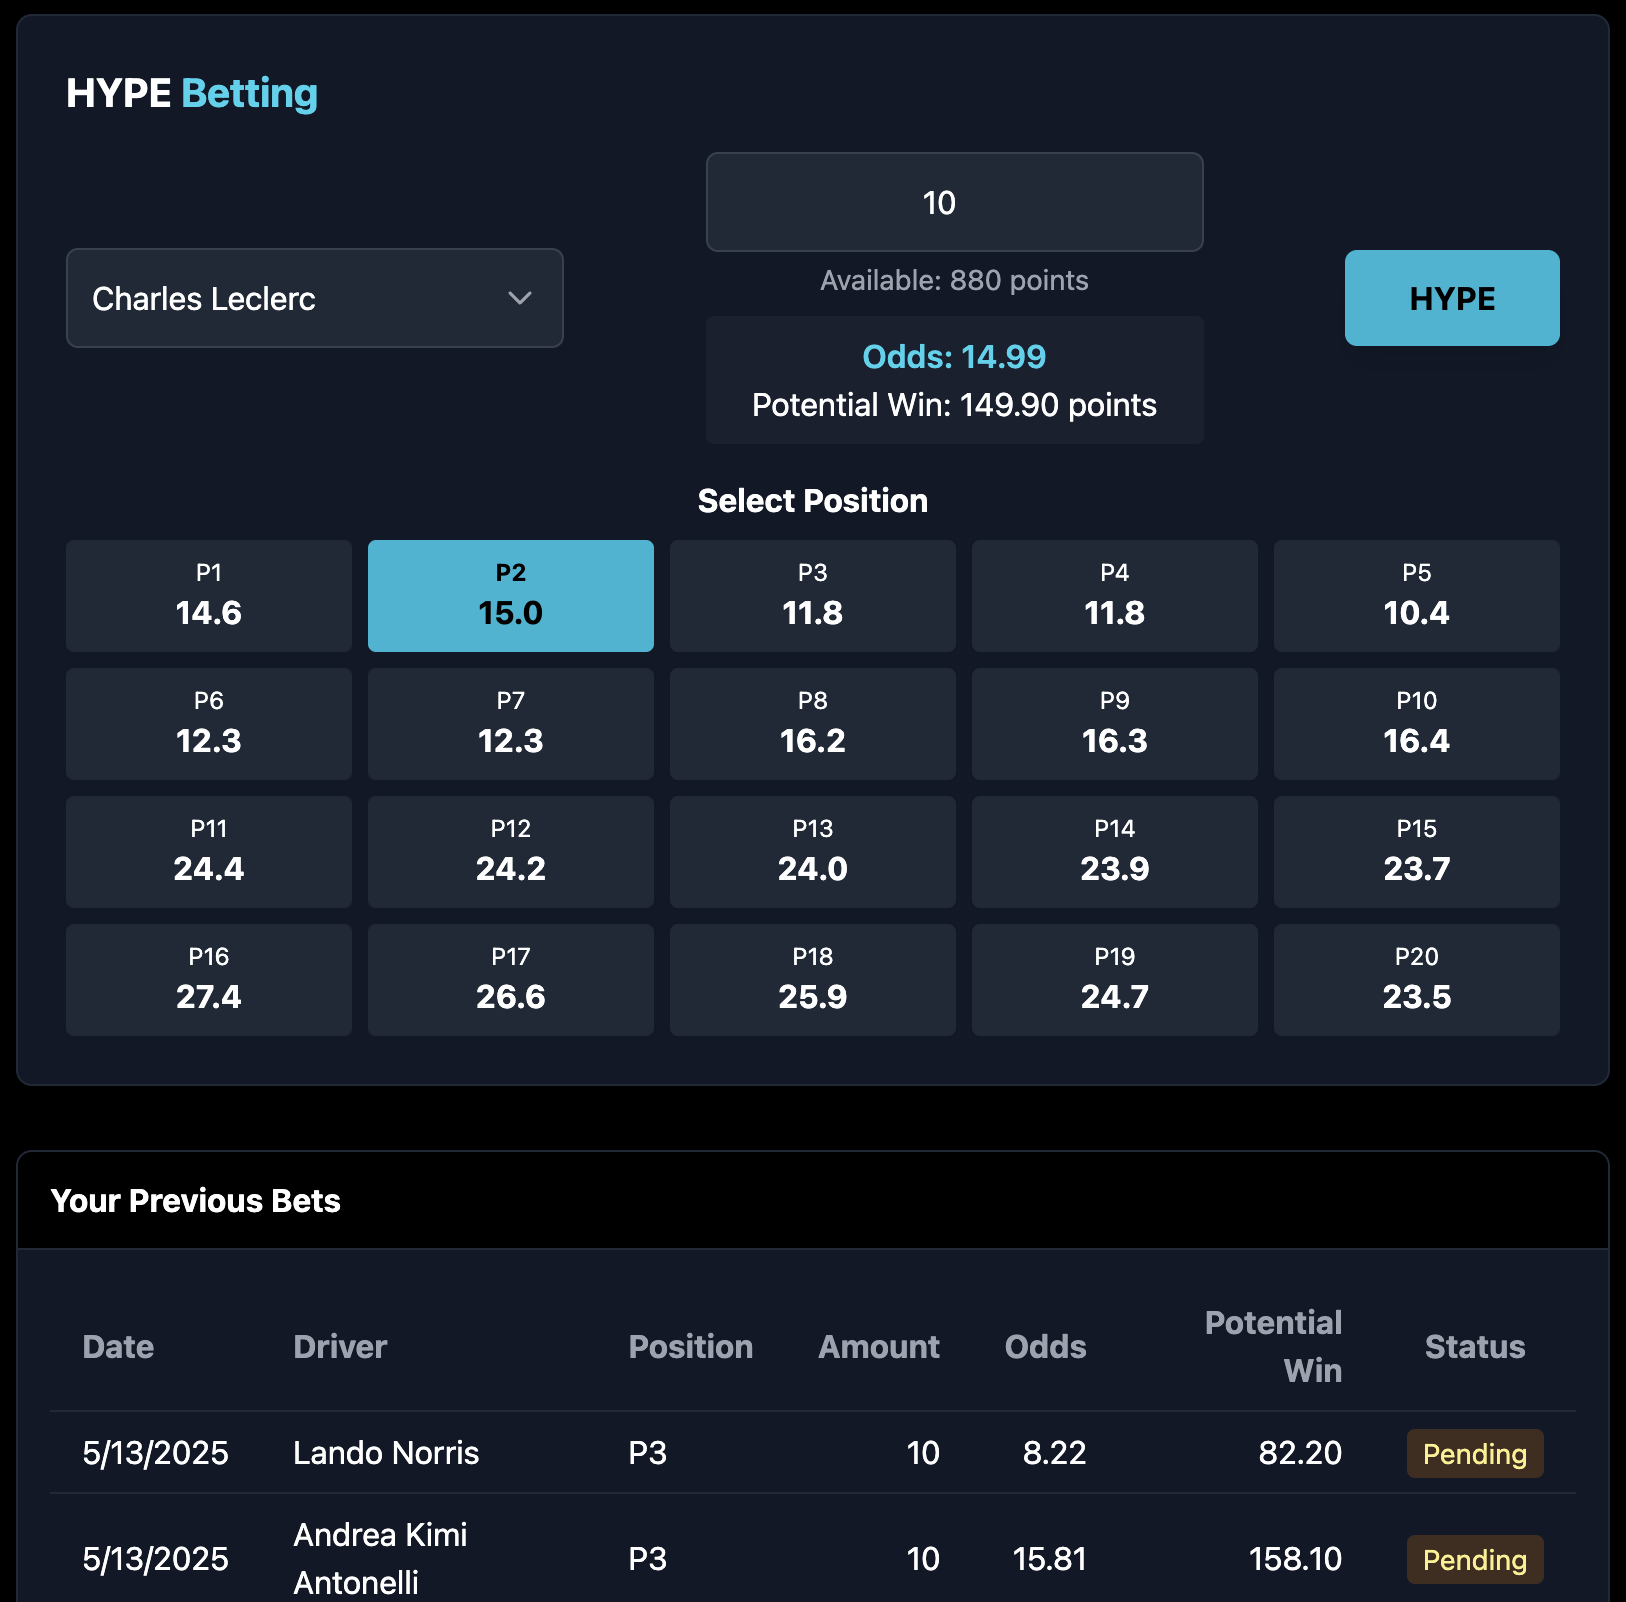 HYPE Betting
10
Available: 880 points
Charles Leclerc
HYPE
Odds: 14.99
Potential Win: 149.90 points
Select Position
P1 P2 P3 P4 P5
14.6 15.0 11.8 11.8 10.4
P6 P7 P8 P9 P10
12.3 12.3 16.2 16.3 16.4
P11 P12 P13 P14 P15
24.4 24.2 24.0 23.9 23.7
P16 P17 P18 P19 P20
27.4 26.6 25.9 24.7 23.5
Your Previous Bets
Date Driver Position Amount Odds Potential Win Status
5/13/2025 Lando Norris P3 10 8.22 82.20 Pending
5/13/2025 Andrea Kimi Antonelli P3 10 15.81 158.10 Pending